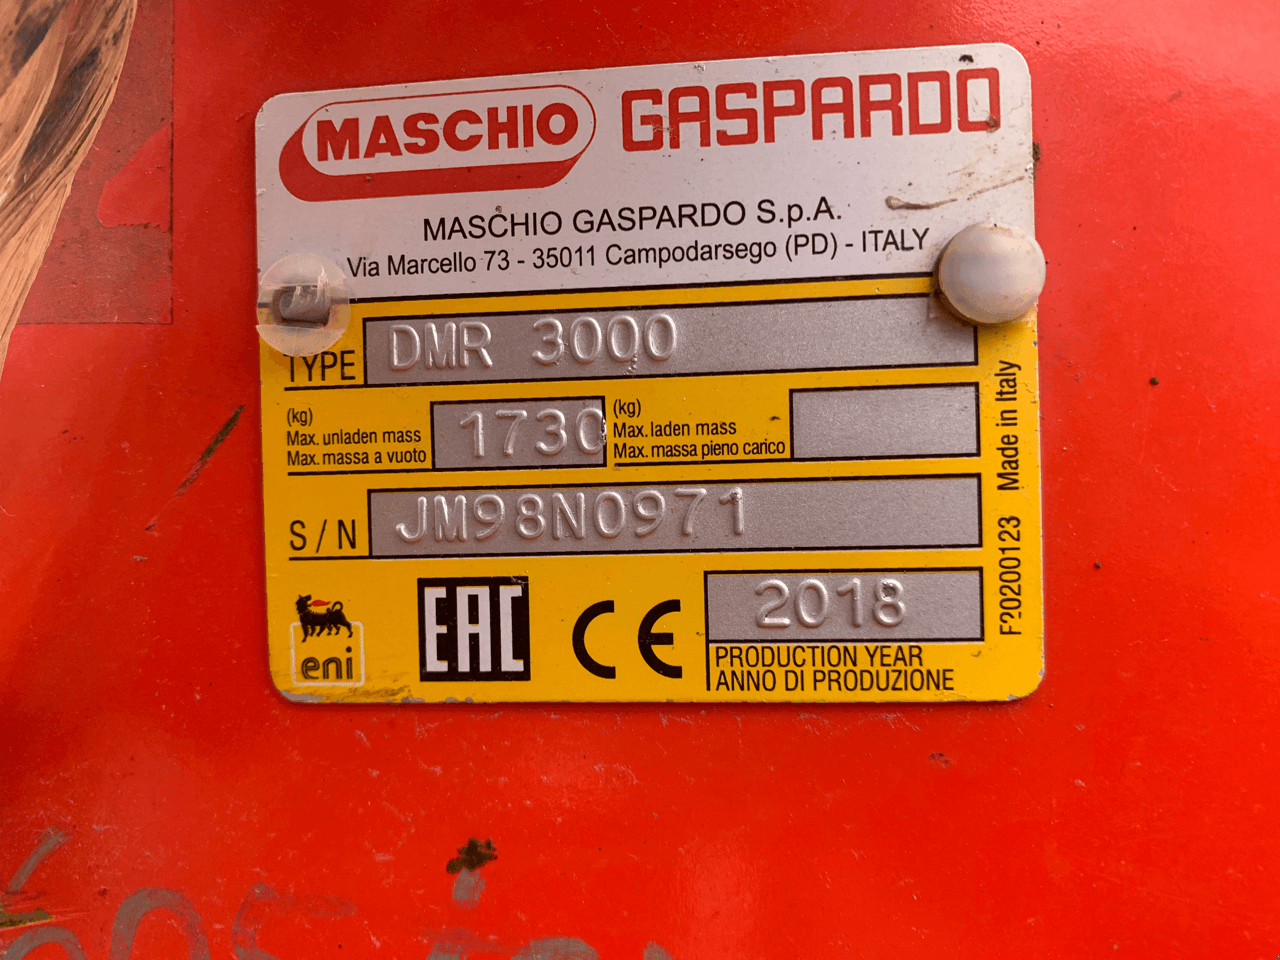 MASCHIO GASPARDO
MASCHIO GASPARDO S.p.A.
Via Marcello 73 - 35011 Campodarsego (PD) - ITALY
TYPE DMR 3000
(kg)
Max. unladen mass
Max. massa a vuoto
1730
(kg)
Max. laden mass
Max. massa pieno carico
S/N JM98N0971
eni
EAC
CE
2018
PRODUCTION YEAR
ANNO DI PRODUZIONE
F20200123 Made in Italy